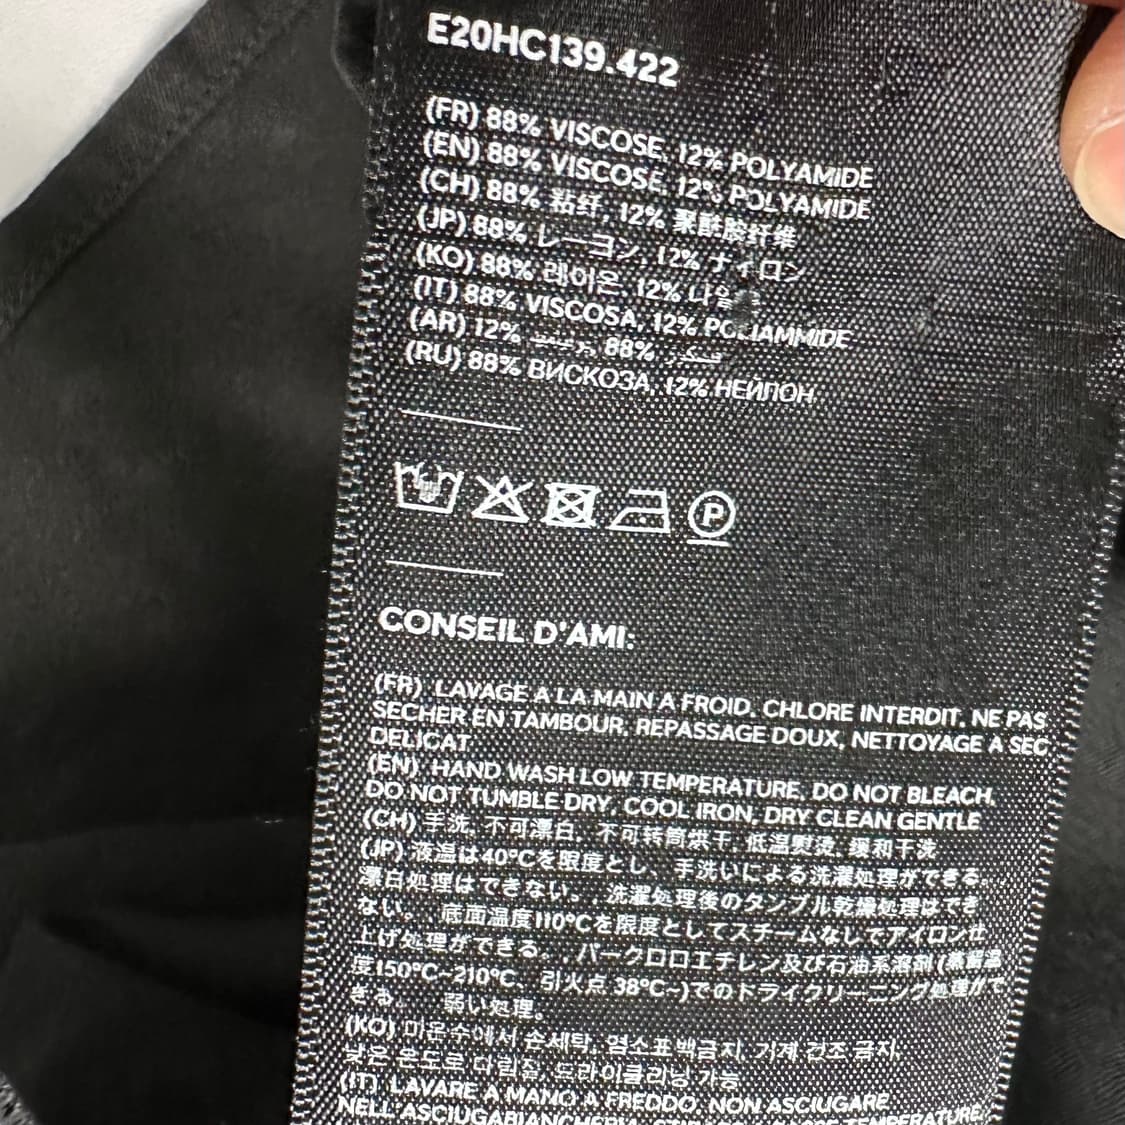 E20HC139.422
(FR) 88% VISCOSE, 12% POLYAMIDE
(EN) 88% VISCOSE, 12% POLYAMIDE
(CH) 88% 粘纤, 12% 聚酰胺纤维
(JP) 88% レーヨン, 12% ナイロン
(KO) 88% 레이온, 12%
(IT) 88% VISCOSA, 12% POLIAMMIDE
(AR) 12% 88%
(RU) 88% ВИСКОЗА, 12% НЕЙЛОН
P
CONSEIL D'AMI:
(FR) LAVAGE A LA MAIN A FROID. CHLORE INTERDIT. NE PAS
SECHER EN TAMBOUR, REPASSAGE DOUX, NETTOYAGE A SEC
DELICAT
(EN) HAND WASH LOW TEMPERATURE, DO NOT BLEACH,
DO NOT TUMBLE DRY, COOL IRON, DRY CLEAN GENTLE
(CH) 手洗, 不可漂白, 不可转筒烘干, 低温熨烫, 缓和干洗
(JP) 液温は40°Cを限度とし、手洗いによる洗濯処理ができる。
漂白処理はできない。 洗濯処理後のタンブル乾燥処理はでき
ない。 底面温度110°Cを限度としてスチームなしでアイロン仕
上げ処理ができる。 パークロロエチレン及び石油系溶剤 (蒸留温
度150°C~210°C、引火点 38°C~)でのドライクリーニング処理がで
きる。 弱い処理。
(KO) 미온수에서 손세탁, 염소표백금지, 기계 건조 금지,
낮은 온도로 다림질, 드라이클리닝 가능
(IT) LAVARE A MANO A FREDDO, NON ASCIUGARE
NELL ASCIUGABIANCHERIA, TEMPERATURE,